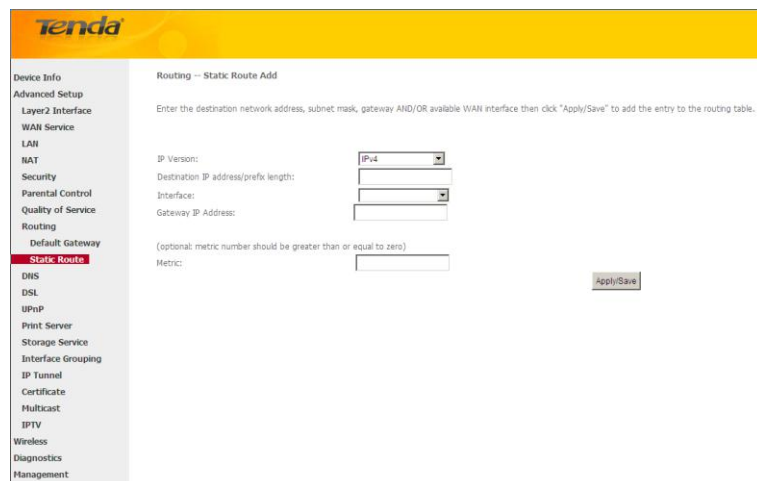 Tenda
Device Info
Advanced Setup
Layer2 Interface
WAN Service
LAN
NAT
Security
Parental Control
Quality of Service
Routing
Default Gateway
Static Route
DNS
DSL
UPnP
Print Server
Storage Service
Interface Grouping
IP Tunnel
Certificate
Multicast
IPTV
Wireless
Diagnostics
Management
Routing -- Static Route Add
Enter the destination network address, subnet mask, gateway AND/OR available WAN interface then click "Apply/Save" to add the entry to the routing table.
IP Version: IPv4
Destination IP address/prefix length:
Interface:
Gateway IP Address:
(optional: metric number should be greater than or equal to zero)
Metric:
Apply/Save